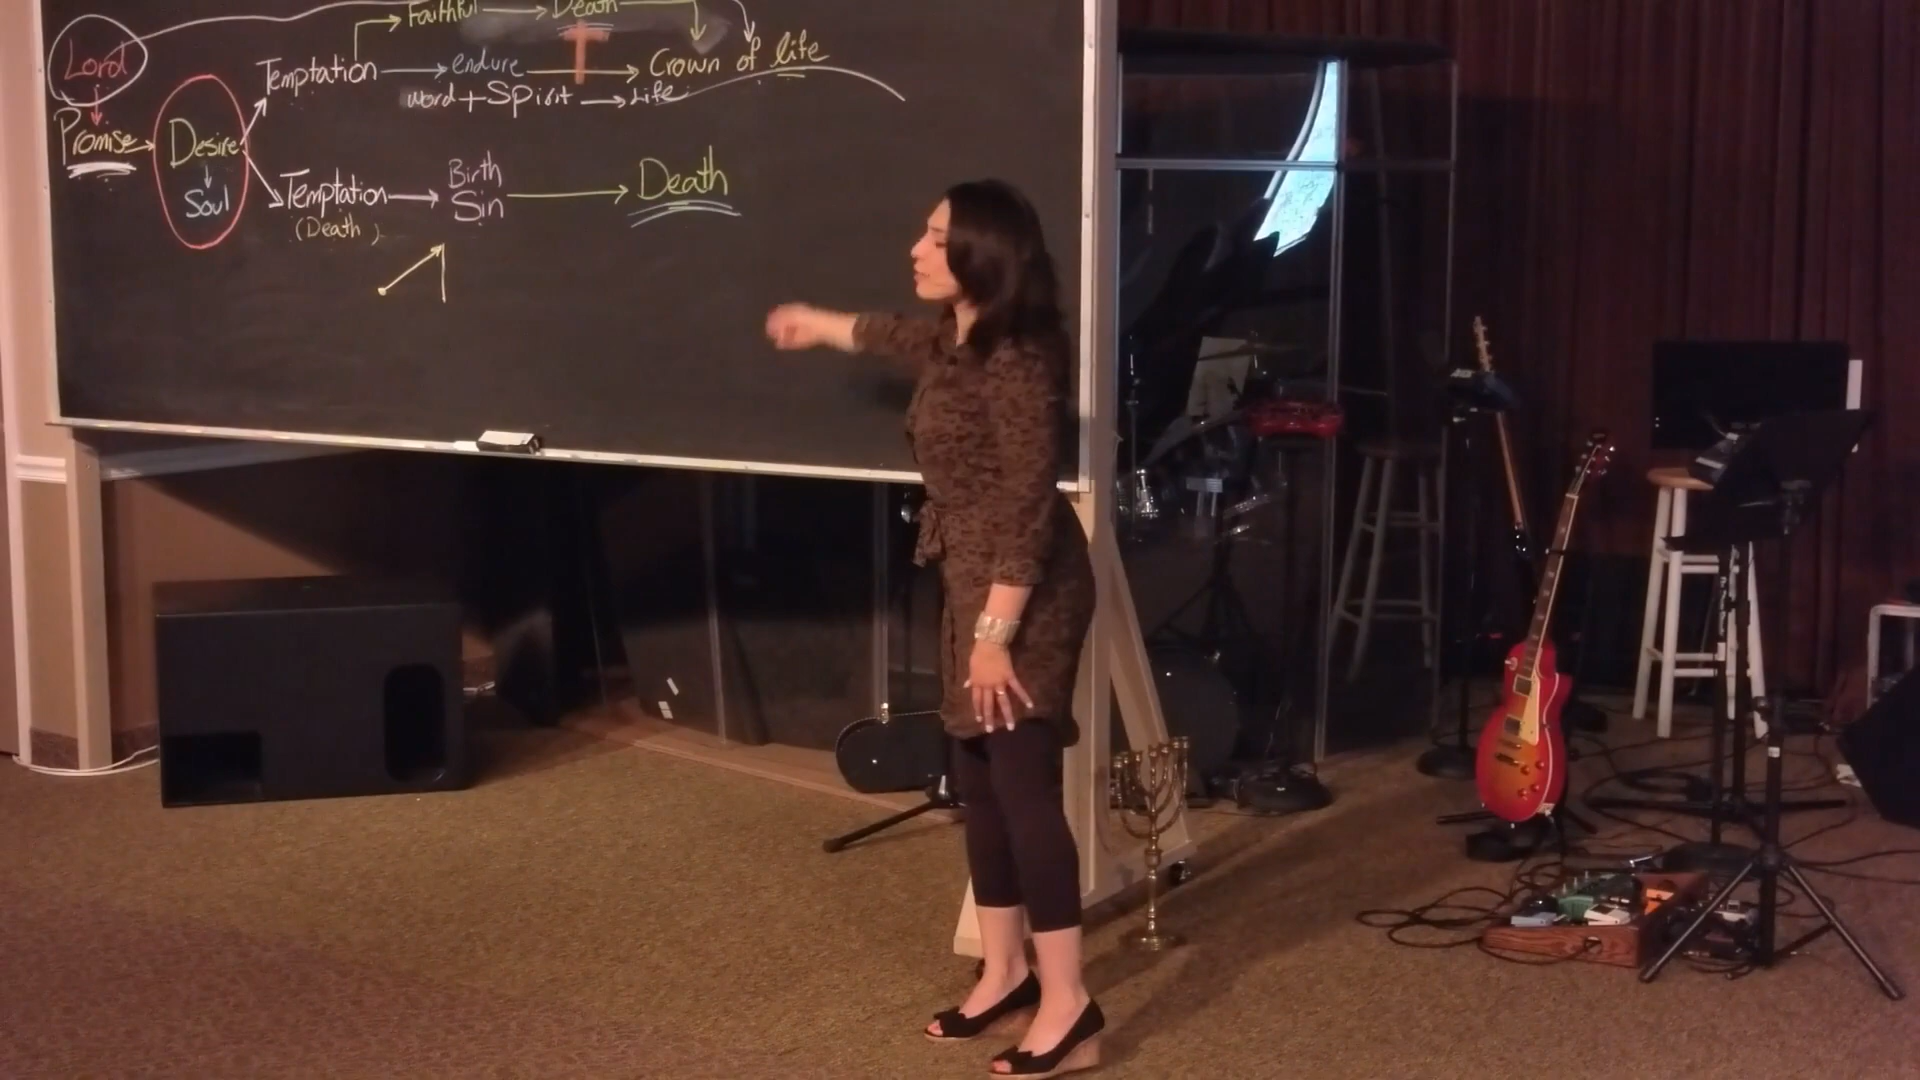 Faithful → Death
Lord Temptation → endure → Crown of life
word + Spirit → Life
Promise → Desire
Soul
Temptation → Birth
Sin → Death
(Death)